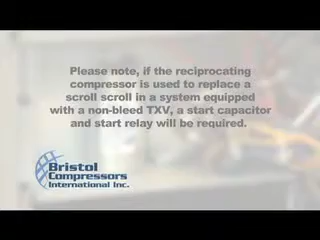 Please note, if the reciprocating
compressor is used to replace a
scroll scroll in a system equipped
with a non-bleed TXV, a start capacitor
and start relay will be required.
Bristol
Compressors
International Inc.